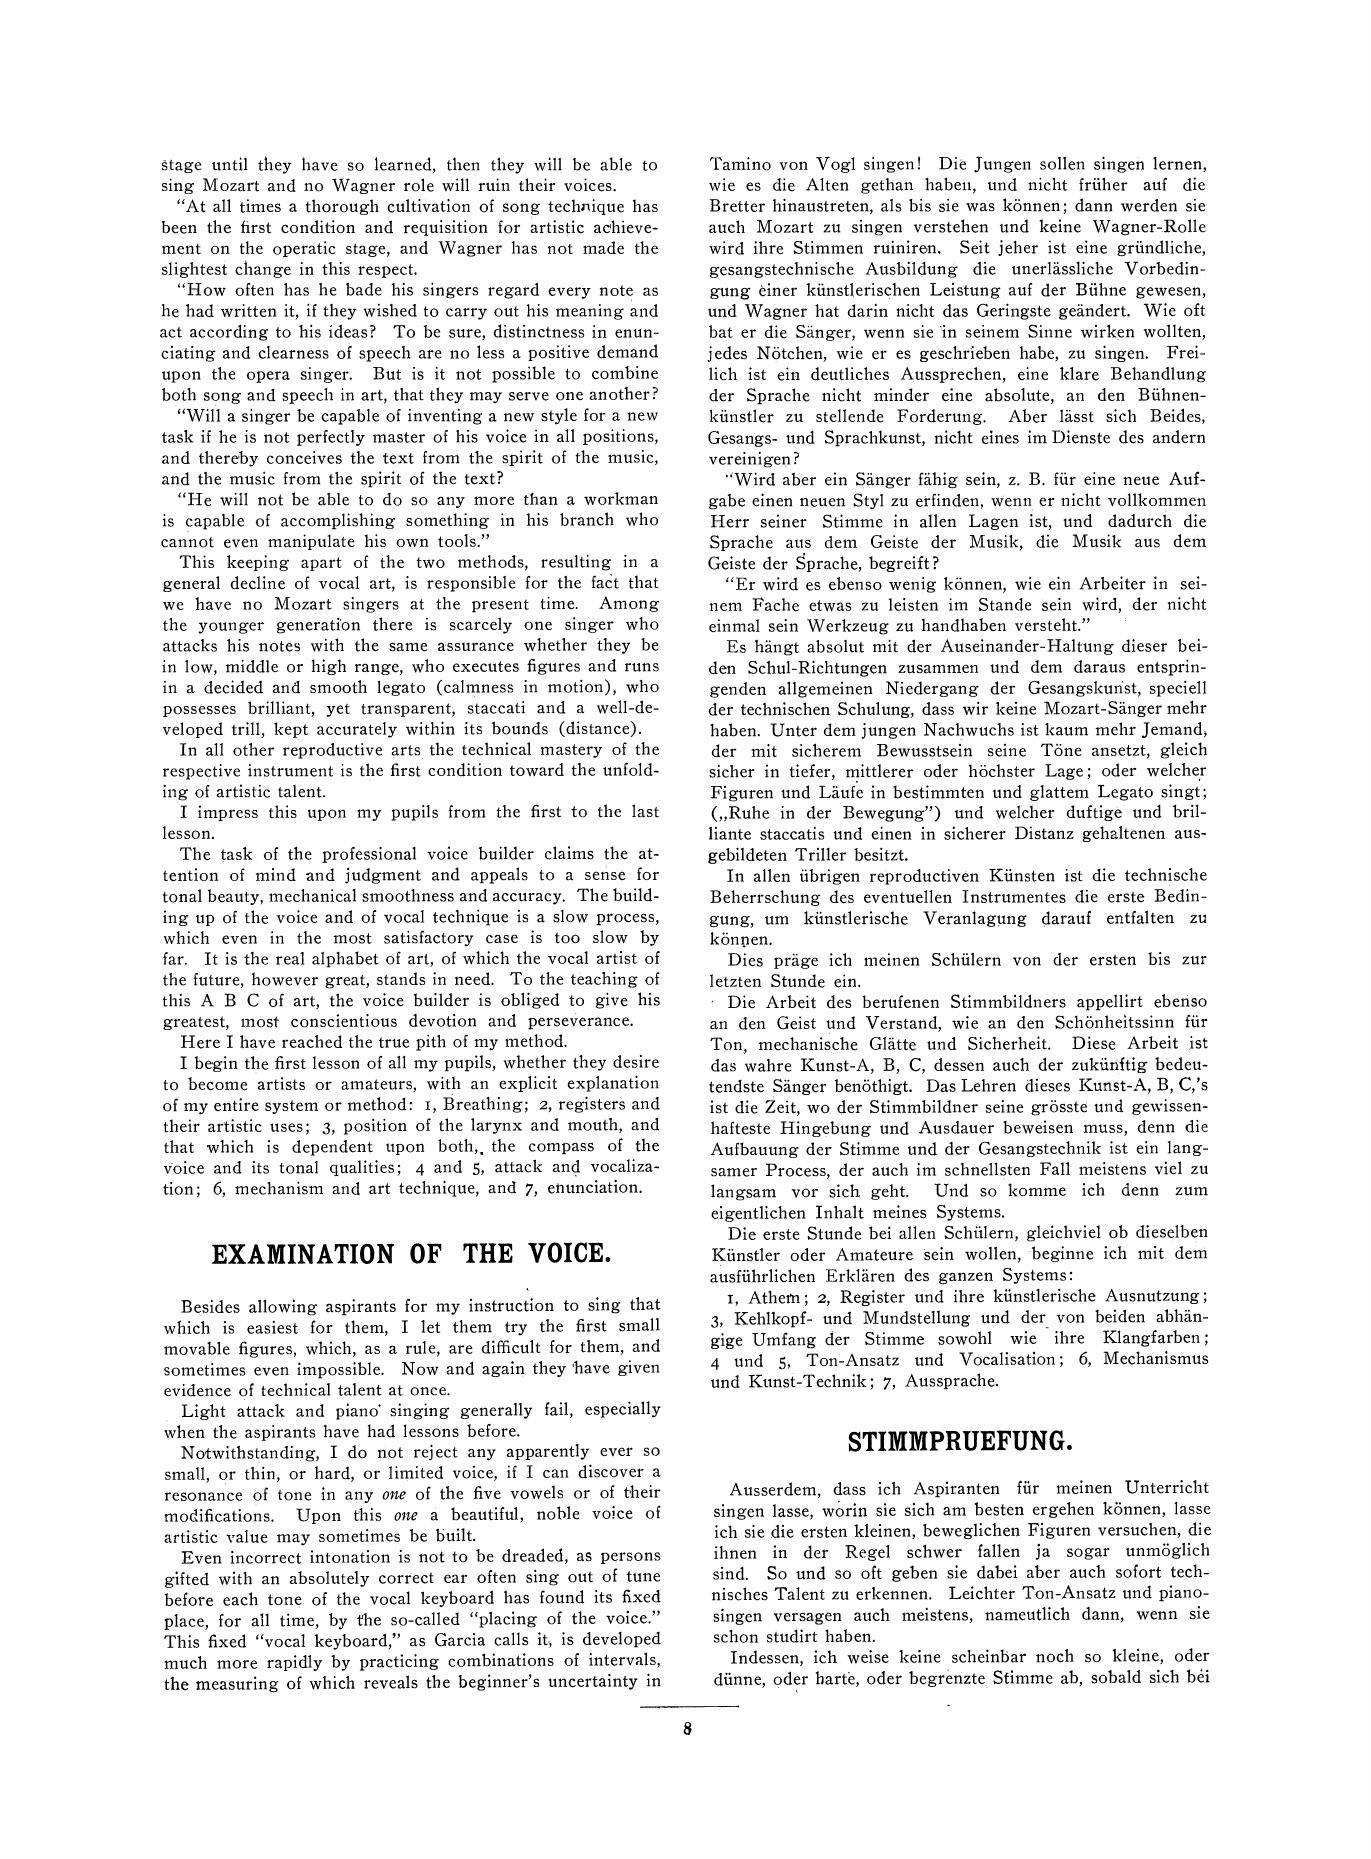 stage until they have so learned, then they will be able to
sing Mozart and no Wagner role will ruin their voices.
"At all times a thorough cultivation of song technique has
been the first condition and requisition for artistic achieve-
ment on the operatic stage, and Wagner has not made the
slightest change in this respect.
"How often has he bade his singers regard every note as
he had written it, if they wished to carry out his meaning and
act according to his ideas? To be sure, distinctness in enun-
ciating and clearness of speech are no less a positive demand
upon the opera singer. But is it not possible to combine
both song and speech in art, that they may serve one another?
"Will a singer be capable of inventing a new style for a new
task if he is not perfectly master of his voice in all positions,
and thereby conceives the text from the spirit of the music,
and the music from the spirit of the text?
"He will not be able to do so any more than a workman
is capable of accomplishing something in his branch who
cannot even manipulate his own tools."
This keeping apart of the two methods, resulting in a
general decline of vocal art, is responsible for the fact that
we have no Mozart singers at the present time. Among
the younger generation there is scarcely one singer who
attacks his notes with the same assurance whether they be
in low, middle or high range, who executes figures and runs
in a decided and smooth legato (calmness in motion), who
possesses brilliant, yet transparent, staccati and a well-de-
veloped trill, kept accurately within its bounds (distance).
In all other reproductive arts the technical mastery of the
respective instrument is the first condition toward the unfold-
ing of artistic talent.
I impress this upon my pupils from the first to the last
lesson.
The task of the professional voice builder claims the at-
tention of mind and judgment and appeals to a sense for
tonal beauty, mechanical smoothness and accuracy. The build-
ing up of the voice and of vocal technique is a slow process,
which even in the most satisfactory case is too slow by
far. It is the real alphabet of art, of which the vocal artist of
the future, however great, stands in need. To the teaching of
this A B C of art, the voice builder is obliged to give his
greatest, most conscientious devotion and perseverance.
Here I have reached the true pith of my method.
I begin the first lesson of all my pupils, whether they desire
to become artists or amateurs, with an explicit explanation
of my entire system or method: 1, Breathing; 2, registers and
their artistic uses; 3, position of the larynx and mouth, and
that which is dependent upon both, the compass of the
voice and its tonal qualities; 4 and 5, attack and vocaliza-
tion; 6, mechanism and art technique, and 7, enunciation.
EXAMINATION OF THE VOICE.
Besides allowing aspirants for my instruction to sing that
which is easiest for them, I let them try the first small
movable figures, which, as a rule, are difficult for them, and
sometimes even impossible. Now and again they have given
evidence of technical talent at once.
Light attack and piano singing generally fail, especially
when the aspirants have had lessons before.
Notwithstanding, I do not reject any apparently ever so
small, or thin, or hard, or limited voice, if I can discover a
resonance of tone in any one of the five vowels or of their
modifications. Upon this one a beautiful, noble voice of
artistic value may sometimes be built.
Even incorrect intonation is not to be dreaded, as persons
gifted with an absolutely correct ear often sing out of tune
before each tone of the vocal keyboard has found its fixed
place, for all time, by the so-called "placing of the voice."
This fixed "vocal keyboard," as Garcia calls it, is developed
much more rapidly by practicing combinations of intervals,
the measuring of which reveals the beginner's uncertainty in
Tamino von Vogl singen! Die Jungen sollen singen lernen,
wie es die Alten gethan haben, und nicht früher auf die
Bretter hinaustreten, als bis sie was können; dann werden sie
auch Mozart zu singen verstehen und keine Wagner-Rolle
wird ihre Stimmen ruiniren. Seit jeher ist eine gründliche,
gesangstechnische Ausbildung die unerlässliche Vorbedin-
gung einer künstlerischen Leistung auf der Bühne gewesen,
und Wagner hat darin nicht das Geringste geändert. Wie oft
bat er die Sänger, wenn sie in seinem Sinne wirken wollten,
jedes Nötchen, wie er es geschrieben habe, zu singen. Frei-
lich ist ein deutliches Aussprechen, eine klare Behandlung
der Sprache nicht minder eine absolute, an den Bühnen-
künstler zu stellende Forderung. Aber lässt sich Beides,
Gesangs- und Sprachkunst, nicht eines im Dienste des andern
vereinigen?
"Wird aber ein Sänger fähig sein, z. B. für eine neue Auf-
gabe einen neuen Styl zu erfinden, wenn er nicht vollkommen
Herr seiner Stimme in allen Lagen ist, und dadurch die
Sprache aus dem Geiste der Musik, die Musik aus dem
Geiste der Sprache, begreift?
"Er wird es ebenso wenig können, wie ein Arbeiter in sei-
nem Fache etwas zu leisten im Stande sein wird, der nicht
einmal sein Werkzeug zu handhaben versteht."
Es hängt absolut mit der Auseinander-Haltung dieser bei-
den Schul-Richtungen zusammen und dem daraus entsprin-
genden allgemeinen Niedergang der Gesangskunst, speciell
der technischen Schulung, dass wir keine Mozart-Sänger mehr
haben. Unter dem jungen Nachwuchs ist kaum mehr Jemand,
der mit sicherem Bewusstsein seine Töne ansetzt, gleich
sicher in tiefer, mittlerer oder höchster Lage; oder welcher
Figuren und Läufe in bestimmten und glattem Legato singt;
(„Ruhe in der Bewegung") und welcher duftige und bril-
liante staccatis und einen in sicherer Distanz gehaltenen aus-
gebildeten Triller besitzt.
In allen übrigen reproductiven Künsten ist die technische
Beherrschung des eventuellen Instrumentes die erste Bedin-
gung, um künstlerische Veranlagung darauf entfalten zu
können.
Dies präge ich meinen Schülern von der ersten bis zur
letzten Stunde ein.
Die Arbeit des berufenen Stimmbildners appellirt ebenso
an den Geist und Verstand, wie an den Schönheitssinn für
Ton, mechanische Glätte und Sicherheit. Diese Arbeit ist
das wahre Kunst-A, B, C, dessen auch der zukünftig bedeu-
tendste Sänger benöthigt. Das Lehren dieses Kunst-A, B, C,'s
ist die Zeit, wo der Stimmbildner seine grösste und gewissen-
hafteste Hingebung und Ausdauer beweisen muss, denn die
Aufbauung der Stimme und der Gesangstechnik ist ein lang-
samer Process, der auch im schnellsten Fall meistens viel zu
langsam vor sich geht. Und so komme ich denn zum
eigentlichen Inhalt meines Systems.
Die erste Stunde bei allen Schülern, gleichviel ob dieselben
Künstler oder Amateure sein wollen, beginne ich mit dem
ausführlichen Erklären des ganzen Systems:
1, Athem; 2, Register und ihre künstlerische Ausnutzung;
3, Kehlkopf- und Mundstellung und der von beiden abhän-
gige Umfang der Stimme sowohl wie ihre Klangfarben;
4 und 5, Ton-Ansatz und Vocalisation; 6, Mechanismus
und Kunst-Technik; 7, Aussprache.
STIMMPRUEFUNG.
Ausserdem, dass ich Aspiranten für meinen Unterricht
singen lasse, worin sie sich am besten ergehen können, lasse
ich sie die ersten kleinen, beweglichen Figuren versuchen, die
ihnen in der Regel schwer fallen ja sogar unmöglich
sind. So und so oft geben sie dabei aber auch sofort tech-
nisches Talent zu erkennen. Leichter Ton-Ansatz und piano-
singen versagen auch meistens, nameutlich dann, wenn sie
schon studirt haben.
Indessen, ich weise keine scheinbar noch so kleine, oder
dünne, oder harte, oder begrenzte Stimme ab, sobald sich bei
8